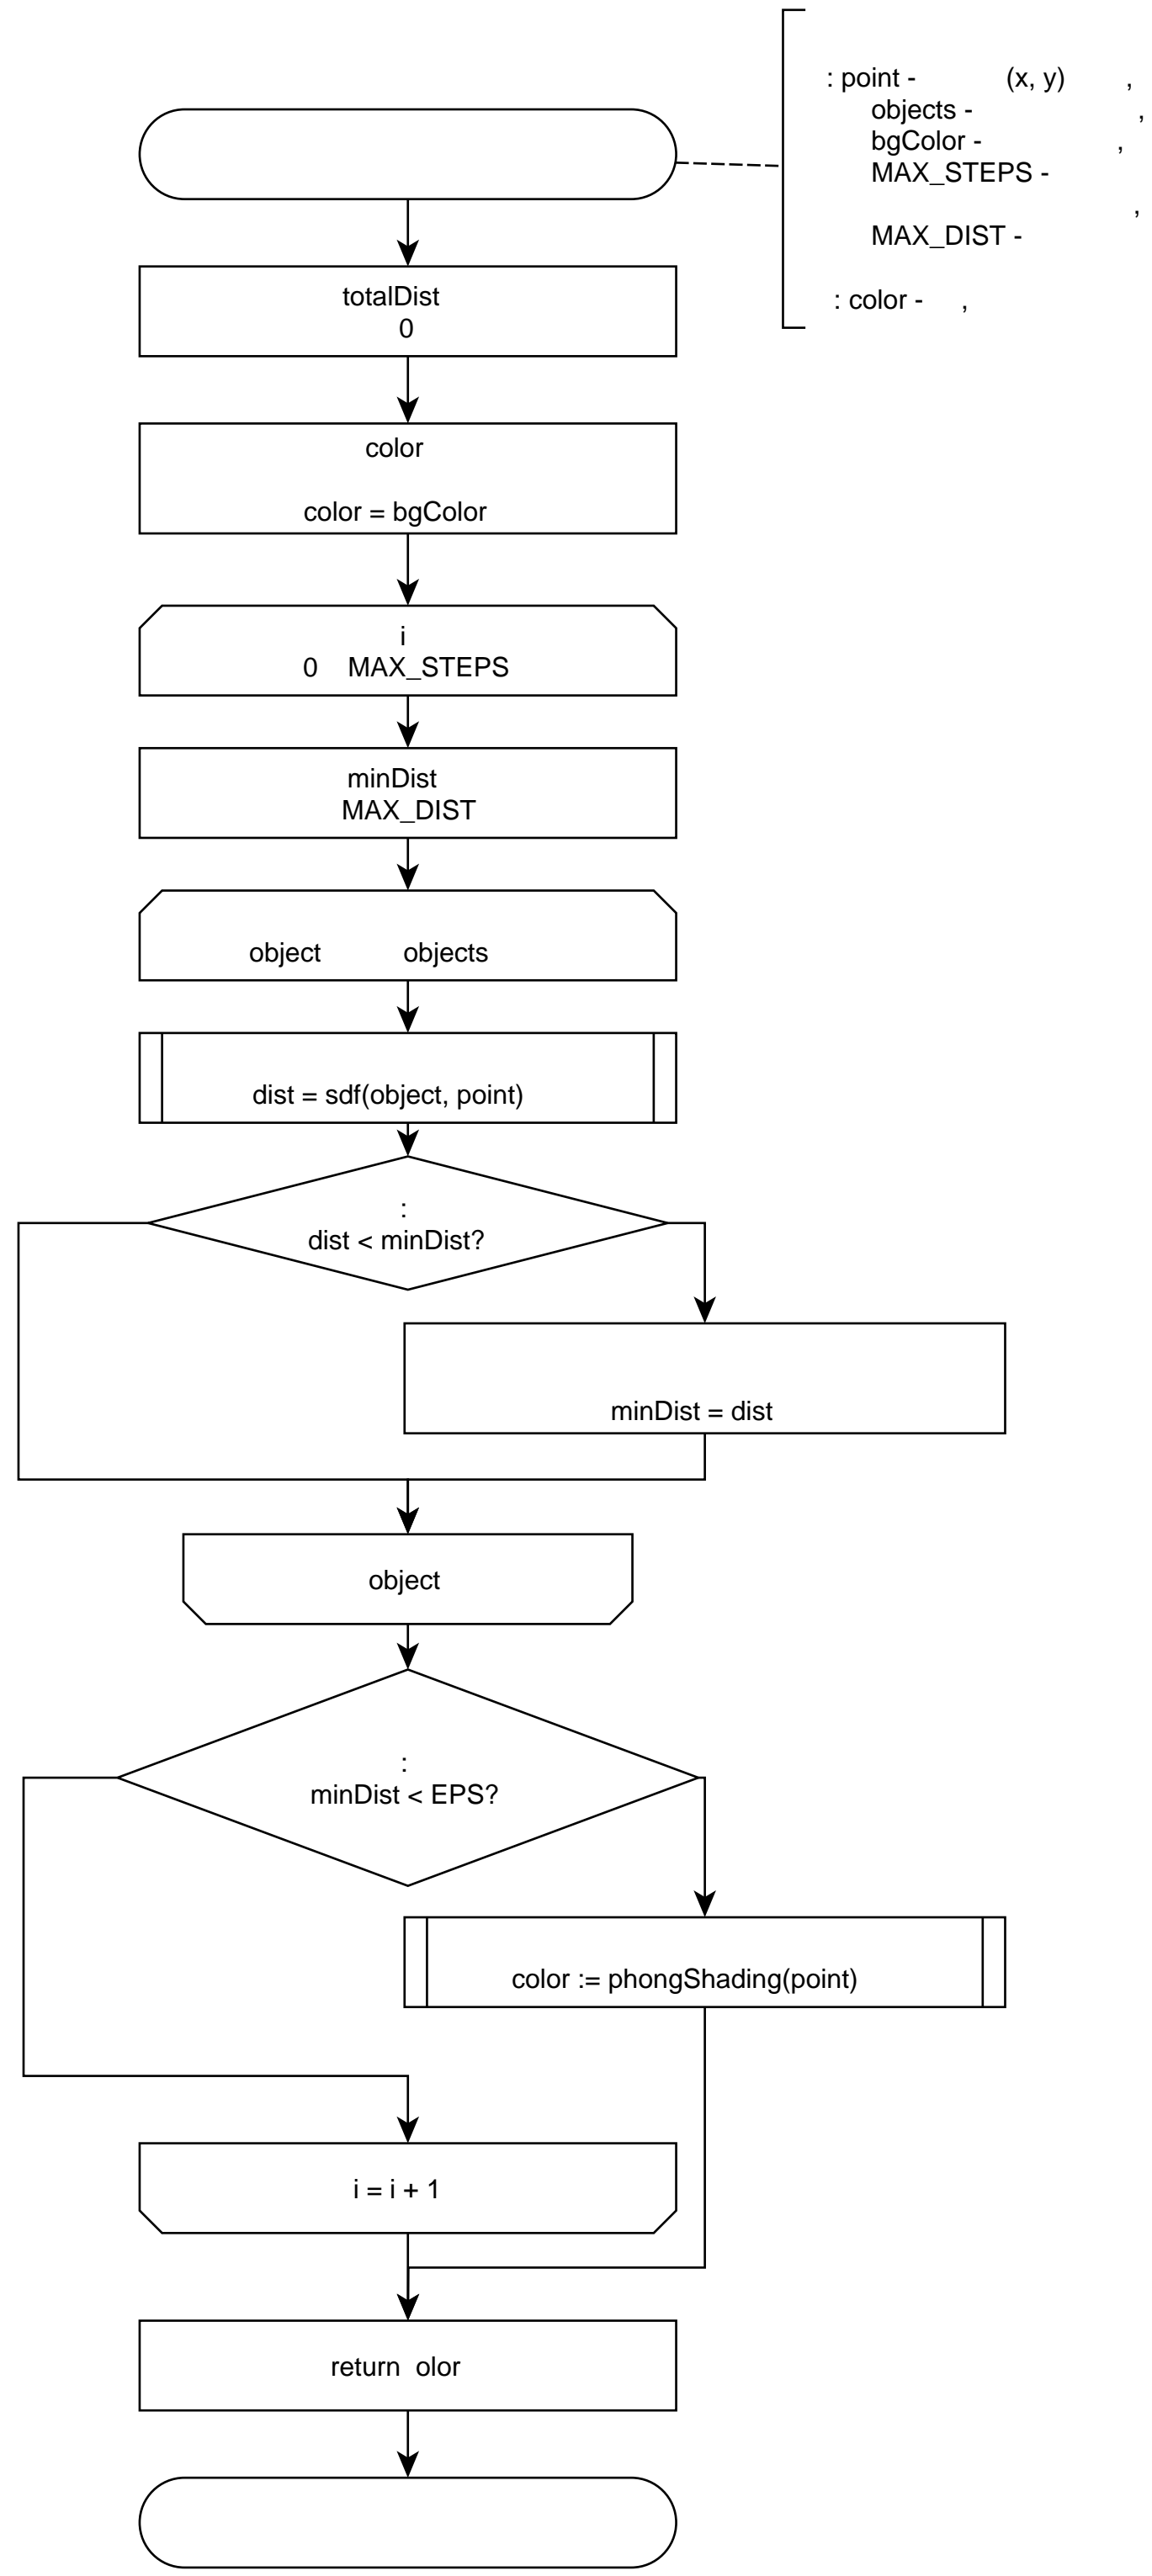 : point - (x, y) ,
objects - ,
bgColor - ,
MAX_STEPS -
,
MAX_DIST -
: color - ,
totalDist
0
color
color = bgColor
i
0 MAX_STEPS
minDist
MAX_DIST
object objects
dist = sdf(object, point)
:
dist < minDist?
minDist = dist
object
:
minDist < EPS?
color := phongShading(point)
i = i + 1
return olor